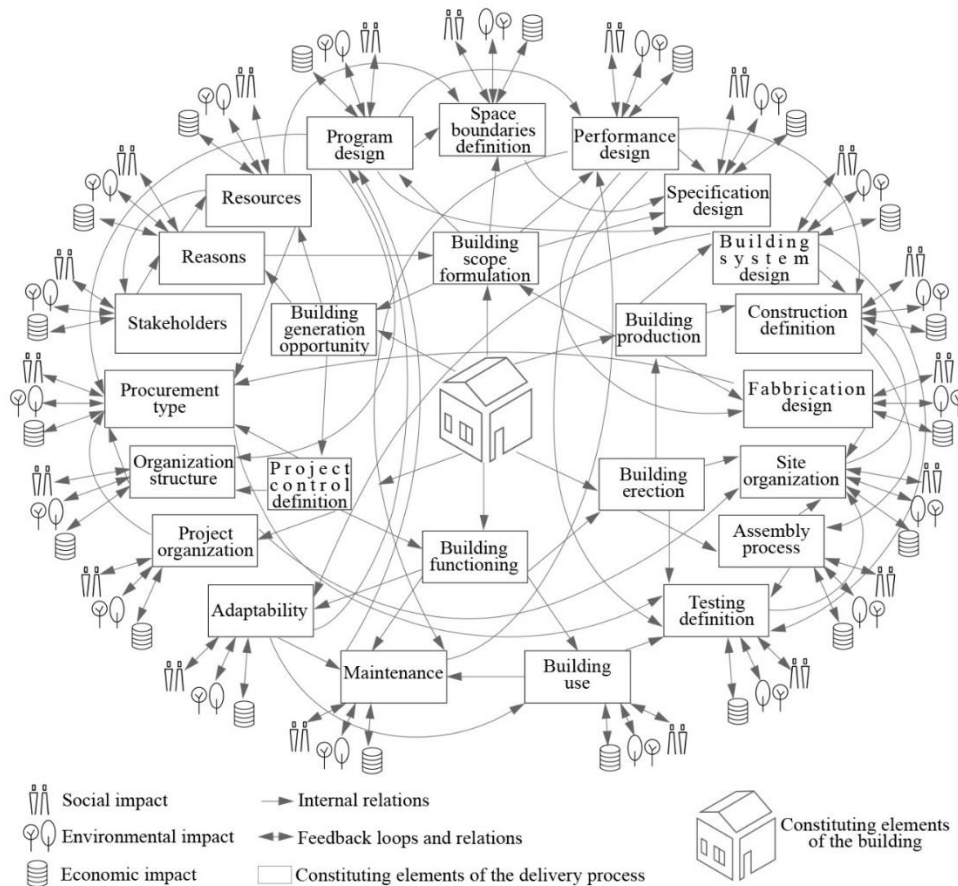 Program
design
Space
boundaries
definition
Performance
design
Resources
Specification
design
Reasons
Building
scope
formulation
Building
system
design
Stakeholders
Building
generation
opportunity
Building
production
Construction
definition
Procurement
type
Fabbrication
design
Organization
structure
Project
control
definition
Building
erection
Site
organization
Project
organization
Building
functioning
Assembly
process
Adaptability
Testing
definition
Maintenance
Building
use
Social impact
Internal relations
Environmental impact
Feedback loops and relations
Economic impact
Constituting elements of the delivery process
Constituting elements
of the building